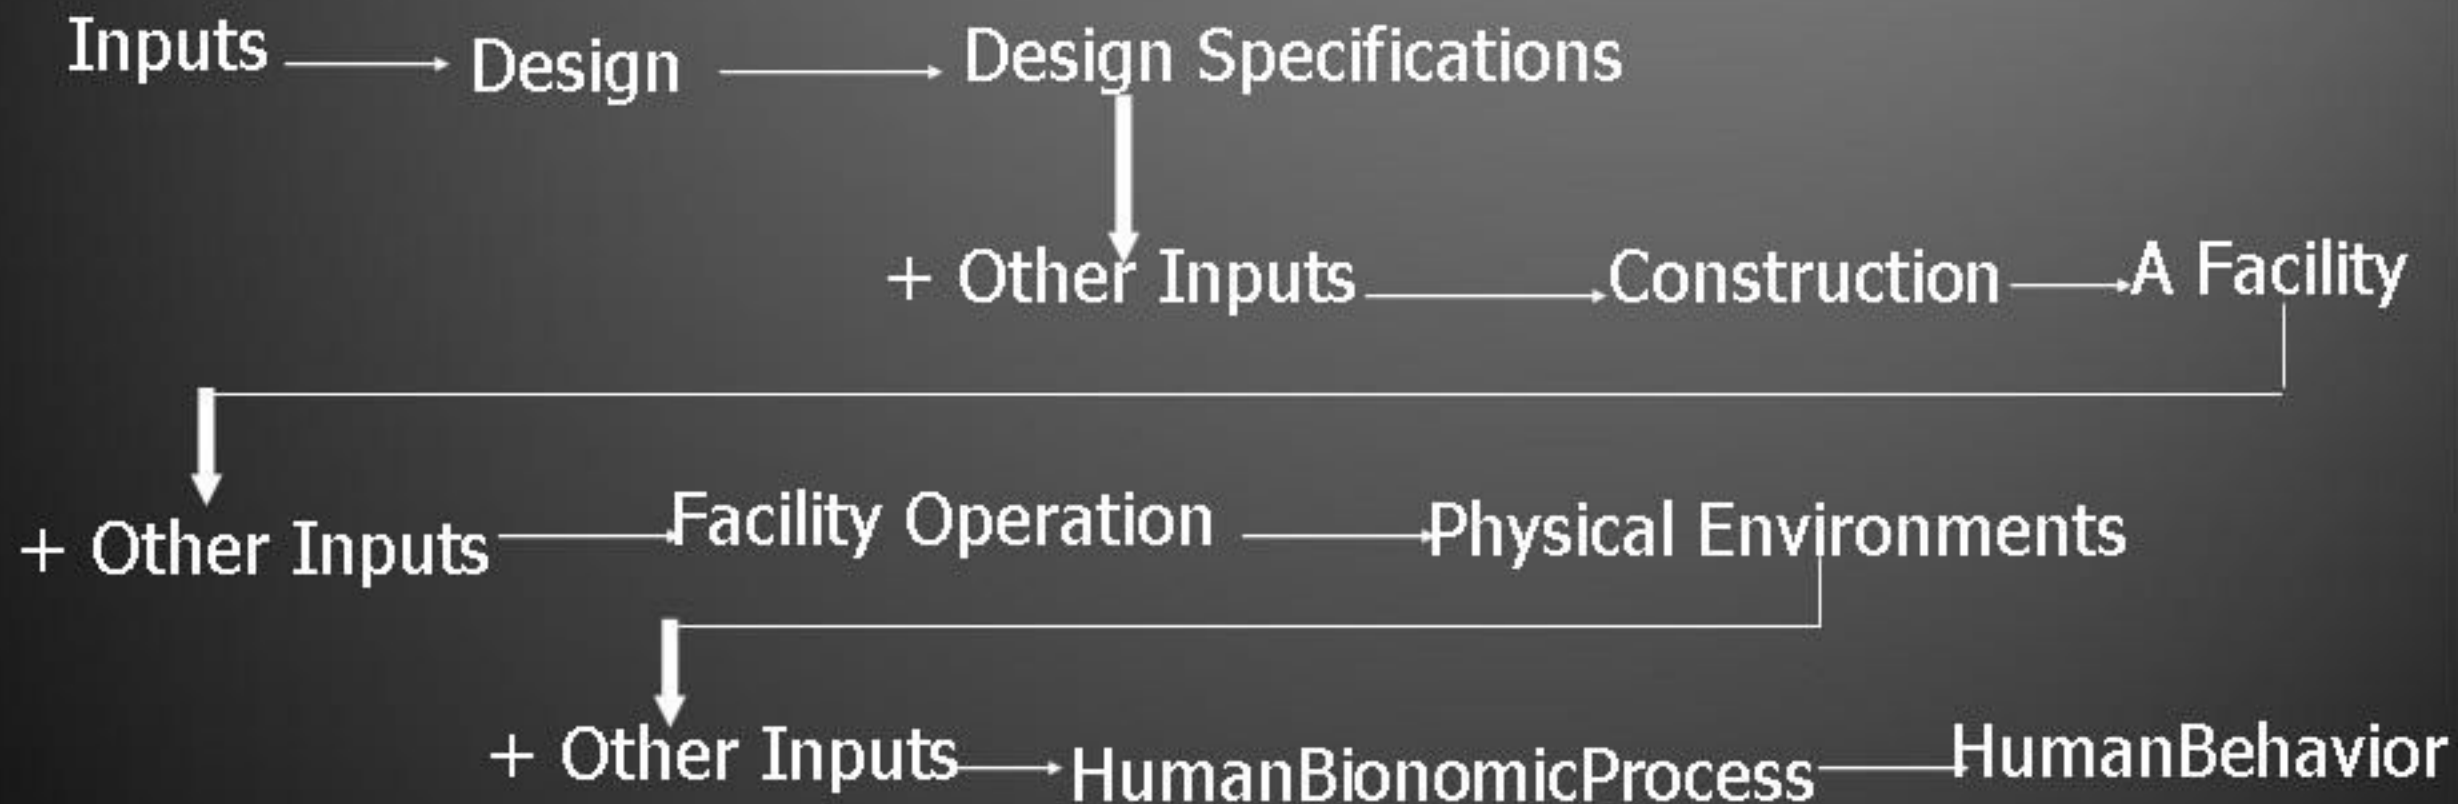 Inputs Design Design Specifications
+ Other Inputs Construction A Facility
+ Other Inputs Facility Operation Physical Environments
+ Other Inputs HumanBionomicProcess HumanBehavior